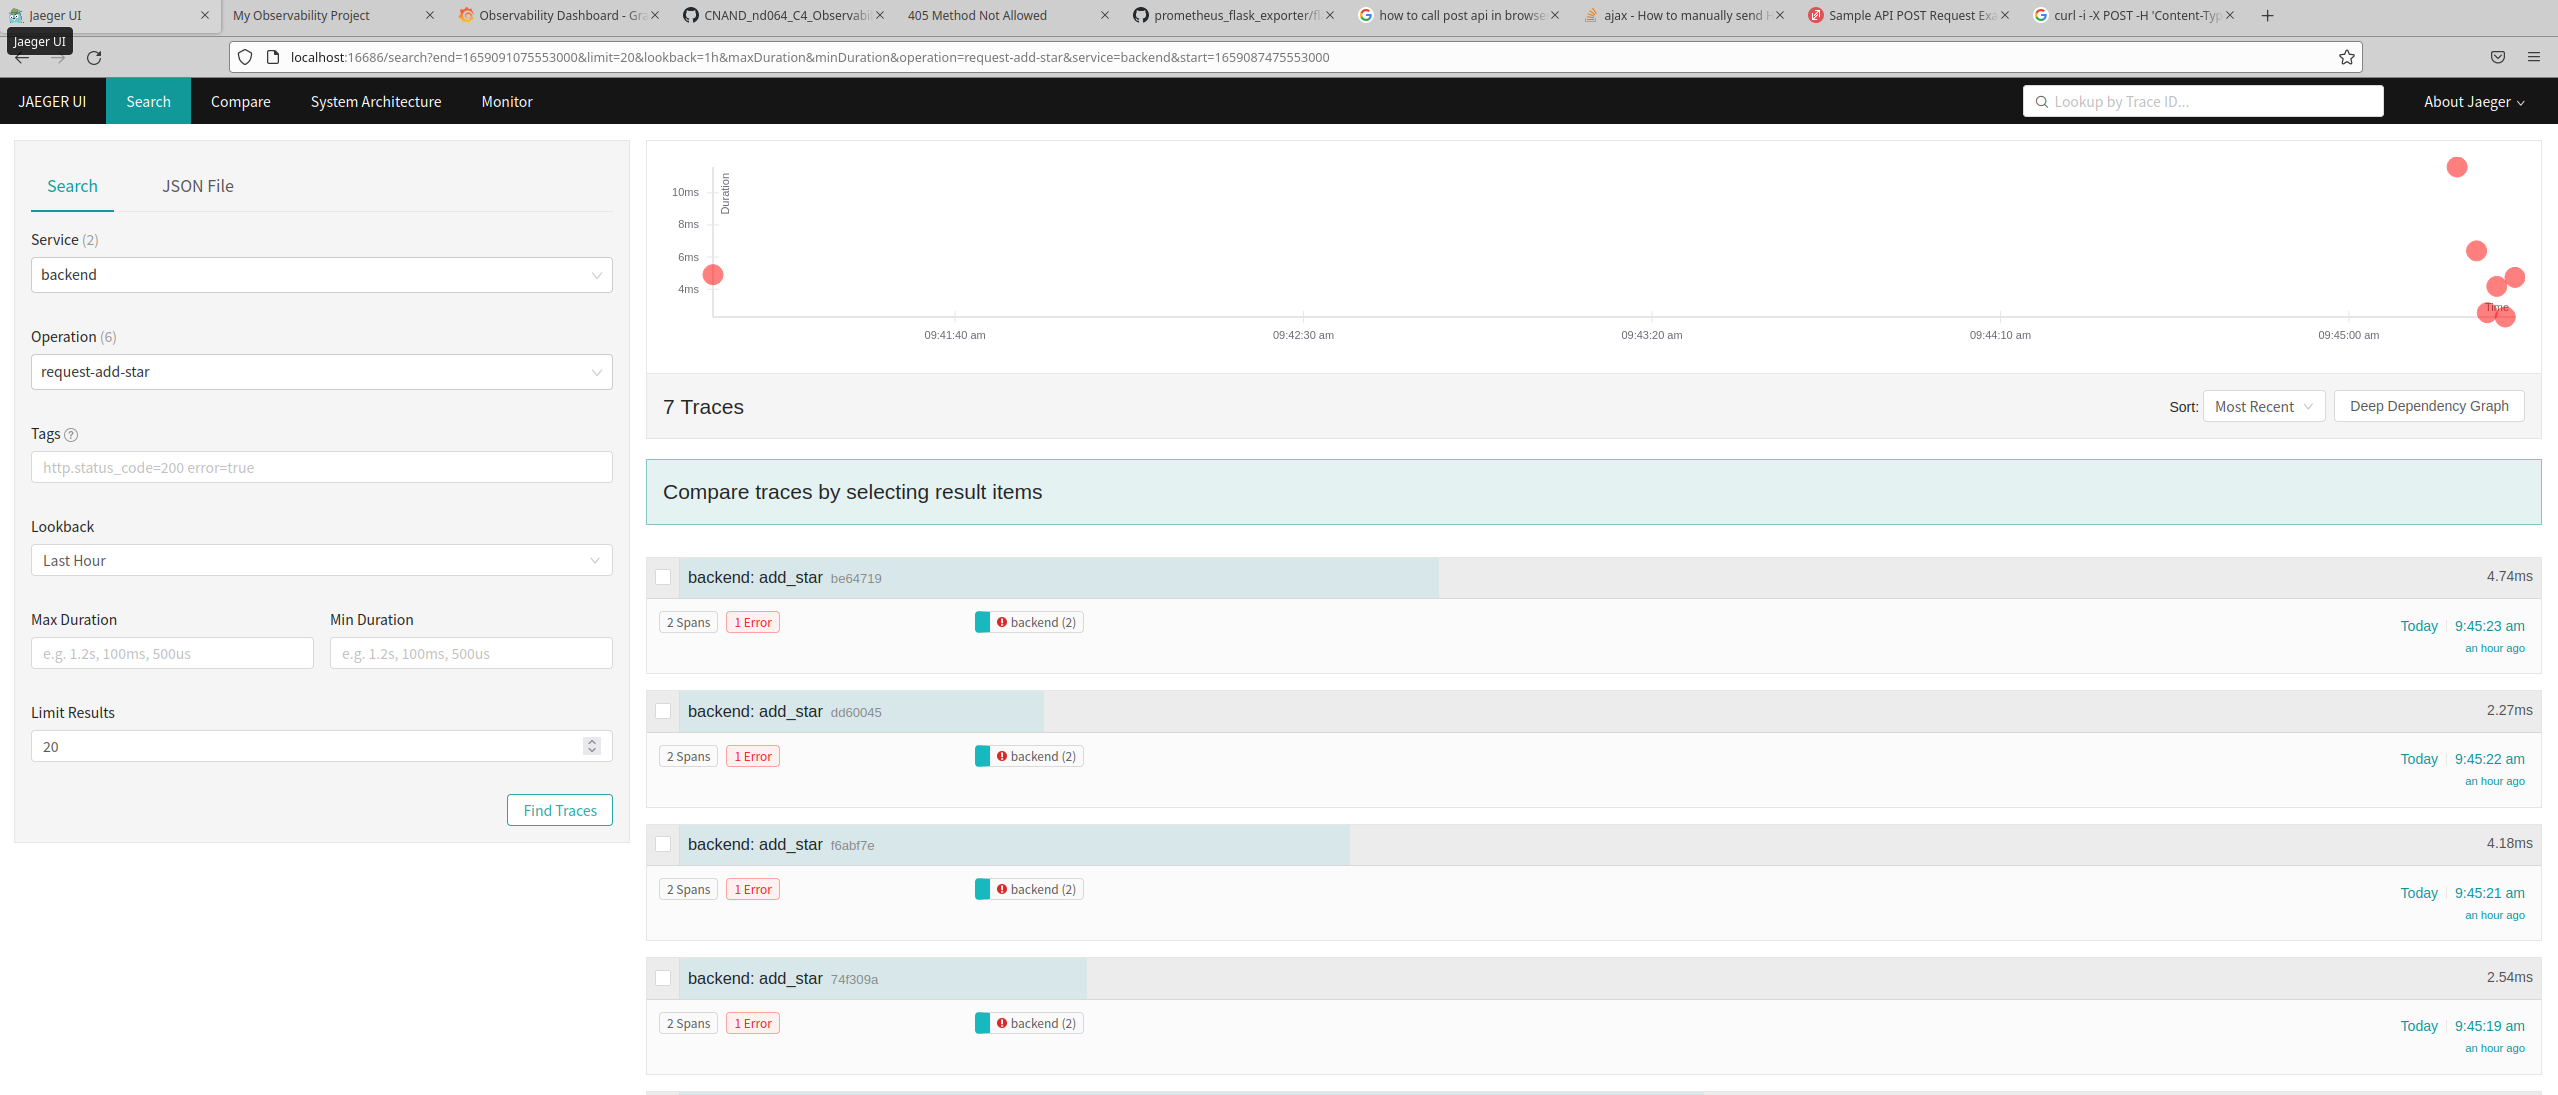 Jaeger UI
My Observability Project
Observability Dashboard - Gra
CNAND_nd064_C4_Observabil
405 Method Not Allowed
prometheus_flask_exporter/fl
how to call post api in browse
ajax - How to manually send H
Sample API POST Request Exa
curl -i -X POST -H 'Content-Typ
Jaeger UI
localhost:16686/search?end=1659091075553000&limit=20&lookback=1h&maxDuration&minDuration&operation=request-add-star&service=backend&start=1659087475553000
JAEGER UI Search Compare System Architecture Monitor
Lookup by Trace ID...
About Jaeger
Search JSON File
Service (2)
backend
Operation (6)
request-add-star
Tags ?
http.status_code=200 error=true
Lookback
Last Hour
Max Duration Min Duration
e.g. 1.2s, 100ms, 500us e.g. 1.2s, 100ms, 500us
Limit Results
20
Find Traces
Duration
10ms
8ms
6ms
4ms
Time
09:41:40 am 09:42:30 am 09:43:20 am 09:44:10 am 09:45:00 am
7 Traces
Sort: Most Recent Deep Dependency Graph
Compare traces by selecting result items
backend: add_star be64719 4.74ms
2 Spans 1 Error backend (2) Today 9:45:23 am
an hour ago
backend: add_star dd60045 2.27ms
2 Spans 1 Error backend (2) Today 9:45:22 am
an hour ago
backend: add_star f6abf7e 4.18ms
2 Spans 1 Error backend (2) Today 9:45:21 am
an hour ago
backend: add_star 74f309a 2.54ms
2 Spans 1 Error backend (2) Today 9:45:19 am
an hour ago